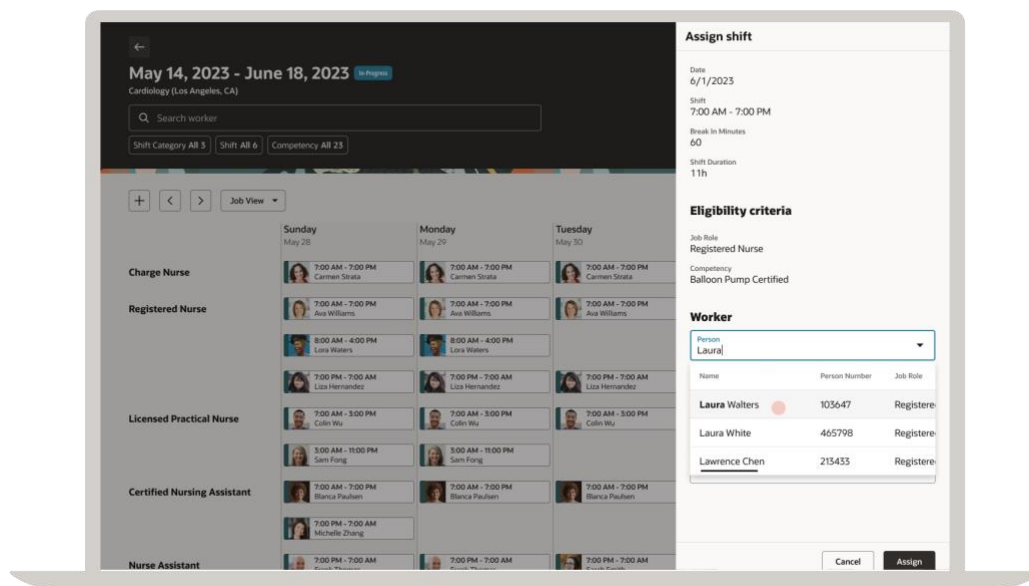 May 14, 2023 - June 18, 2023 In Progress
Cardiology (Los Angeles, CA)
Search worker
Shift Category All 3 Shift All 6 Competency All 23
Job View
Sunday Monday Tuesday
May 28 May 29 May 30
Charge Nurse
7:00 AM - 7:00 PM 7:00 AM - 7:00 PM 7:00 AM - 7:00 PM
Carmen Strata Carmen Strata Carmen Strata
Registered Nurse
7:00 AM - 7:00 PM 7:00 AM - 7:00 PM 7:00 AM - 7:00 PM
Ava Williams Ava Williams Ava Williams
8:00 AM - 4:00 PM 8:00 AM - 4:00 PM
Lora Waters Lora Waters
7:00 PM - 7:00 AM 7:00 PM - 7:00 AM 7:00 PM - 7:00 AM
Liza Hernandez Liza Hernandez Liza Hernandez
Licensed Practical Nurse
7:00 AM - 3:00 PM 7:00 AM - 3:00 PM 7:00 AM - 3:00 PM
Colin Wu Colin Wu Colin Wu
3:00 AM - 11:00 PM 3:00 AM - 11:00 PM
Sam Fong Sam Fong
Certified Nursing Assistant
7:00 AM - 7:00 PM 7:00 AM - 7:00 PM 7:00 AM - 7:00 PM
Blanca Paulsen Blanca Paulsen Blanca Paulsen
7:00 PM - 7:00 AM
Michelle Zhang
Nurse Assistant
7:00 PM - 7:00 AM 7:00 PM - 7:00 AM 7:00 PM - 7:00 AM
Assign shift
Date
6/1/2023
Shift
7:00 AM - 7:00 PM
Break In Minutes
60
Shift Duration
11h
Eligibility criteria
Job Role
Registered Nurse
Competency
Balloon Pump Certified
Worker
Person
Laura
Name Person Number Job Role
Laura Walters 103647 Registere
Laura White 465798 Registere
Lawrence Chen 213433 Registere
Cancel Assign